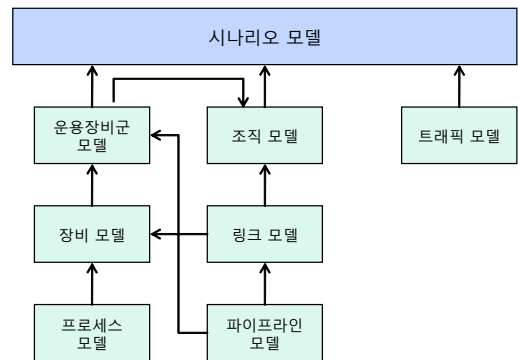 시나리오 모델
운용장비군
모델
조직 모델
트래픽 모델
장비 모델
링크 모델
프로세스
모델
파이프라인
모델